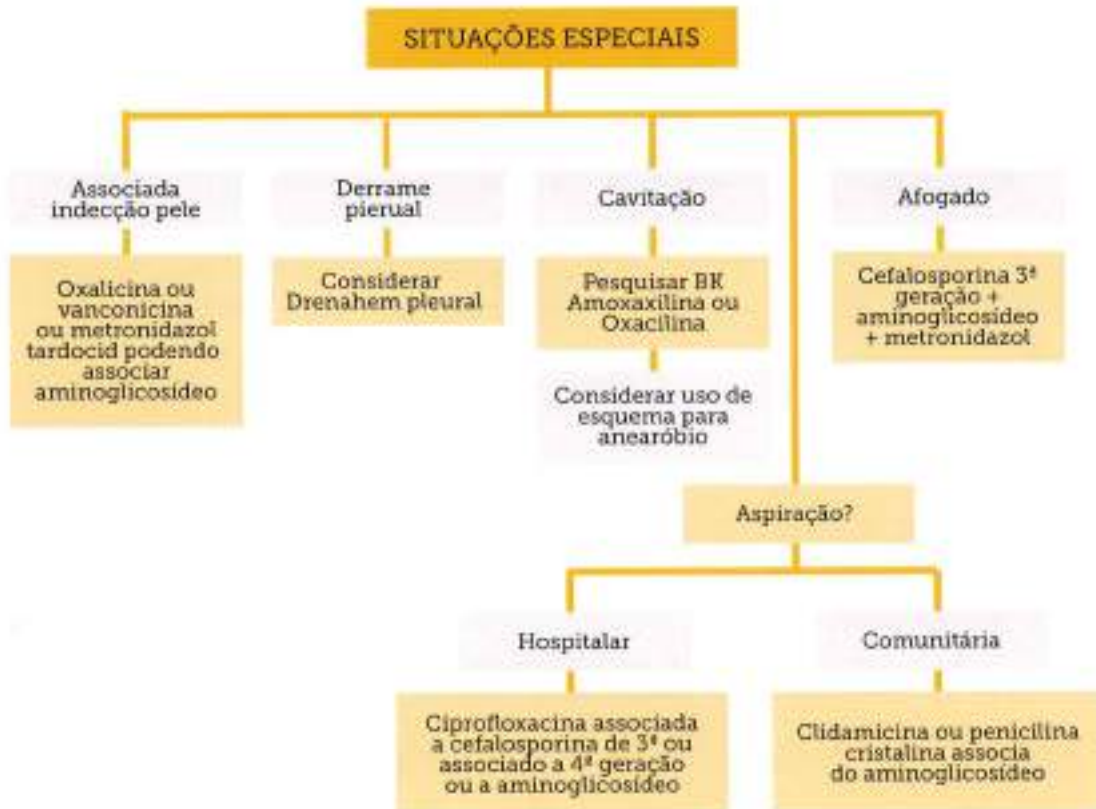 SITUAÇÕES ESPECIAIS
Associada
indecção pele
Oxalicina ou
vanconicina
ou metronidazol
tardocid podendo
associar
aminoglicosídeo
Derrame
pierual
Considerar
Drenahem pleural
Cavitação
Pesquisar BK
Amoxaxilina ou
Oxacilina
Considerar uso de
esquema para
anearóbio
Afogado
Cefalosporina 3ª
geração +
aminoglicosídeo
+ metronidazol
Aspiração?
Hospitalar
Ciprofloxacina associada
a cefalosporina de 3ª ou
associado a 4ª geração
ou a aminoglicosídeo
Comunitária
Clidamicina ou penicilina
cristalina associa
do aminoglicosídeo